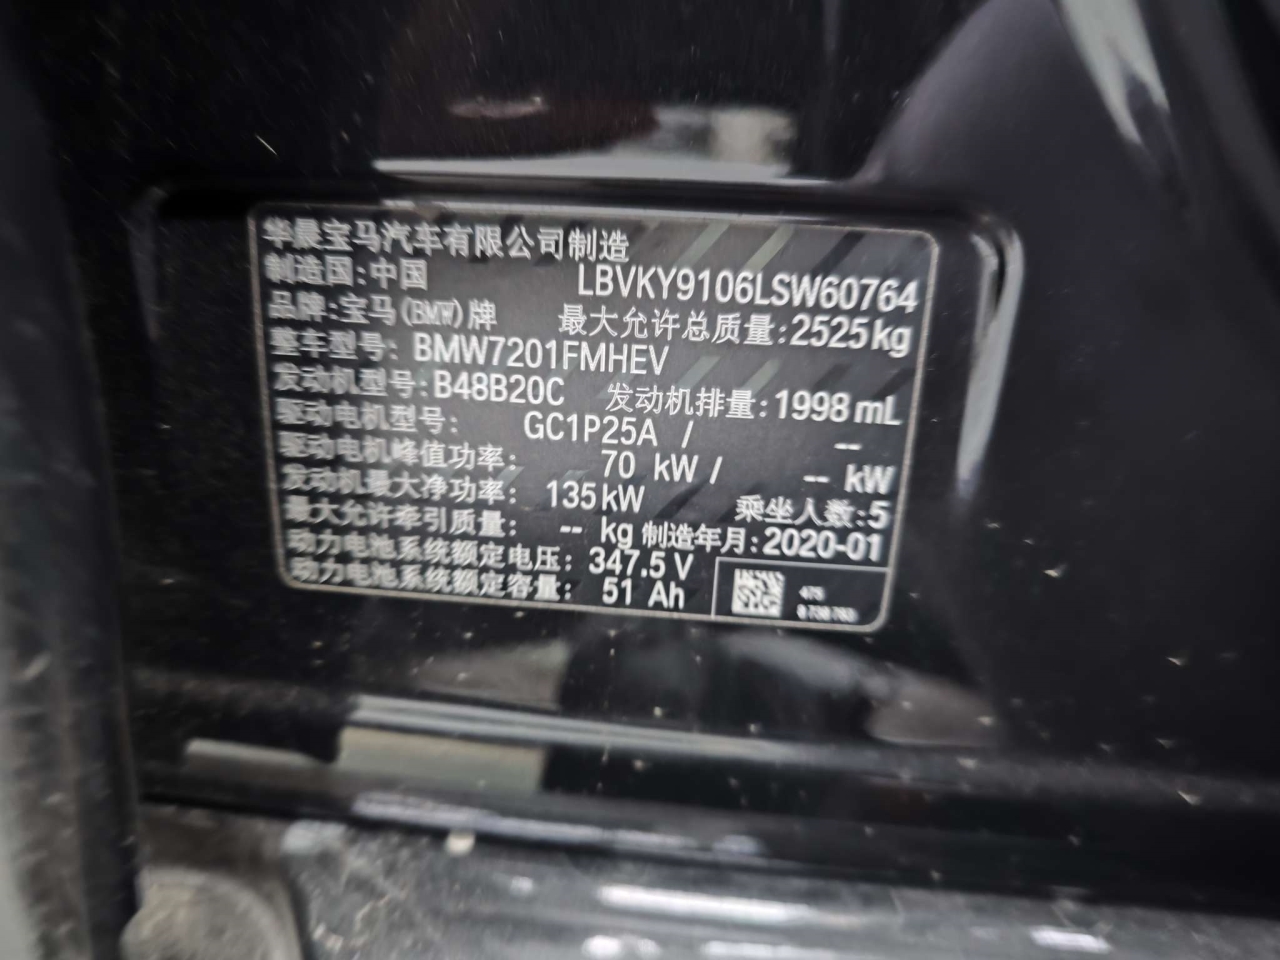 华晨宝马汽车有限公司制造
制造国:中国 LBVKY9106LSW60764
品牌:宝马(BMW)牌 最大允许总质量:2525kg
整车型号: BMW7201FMHEV
发动机型号:B48B20C 发动机排量:1998mL
驱动电机型号: GC1P25A / --
驱动电机峰值功率: 70 kW / -- kW
发动机最大净功率: 135kW 乘坐人数:5
最大允许牵引质量: -- kg 制造年月:2020-01
动力电池系统额定电压: 347.5 V
动力电池系统额定容量: 51 Ah